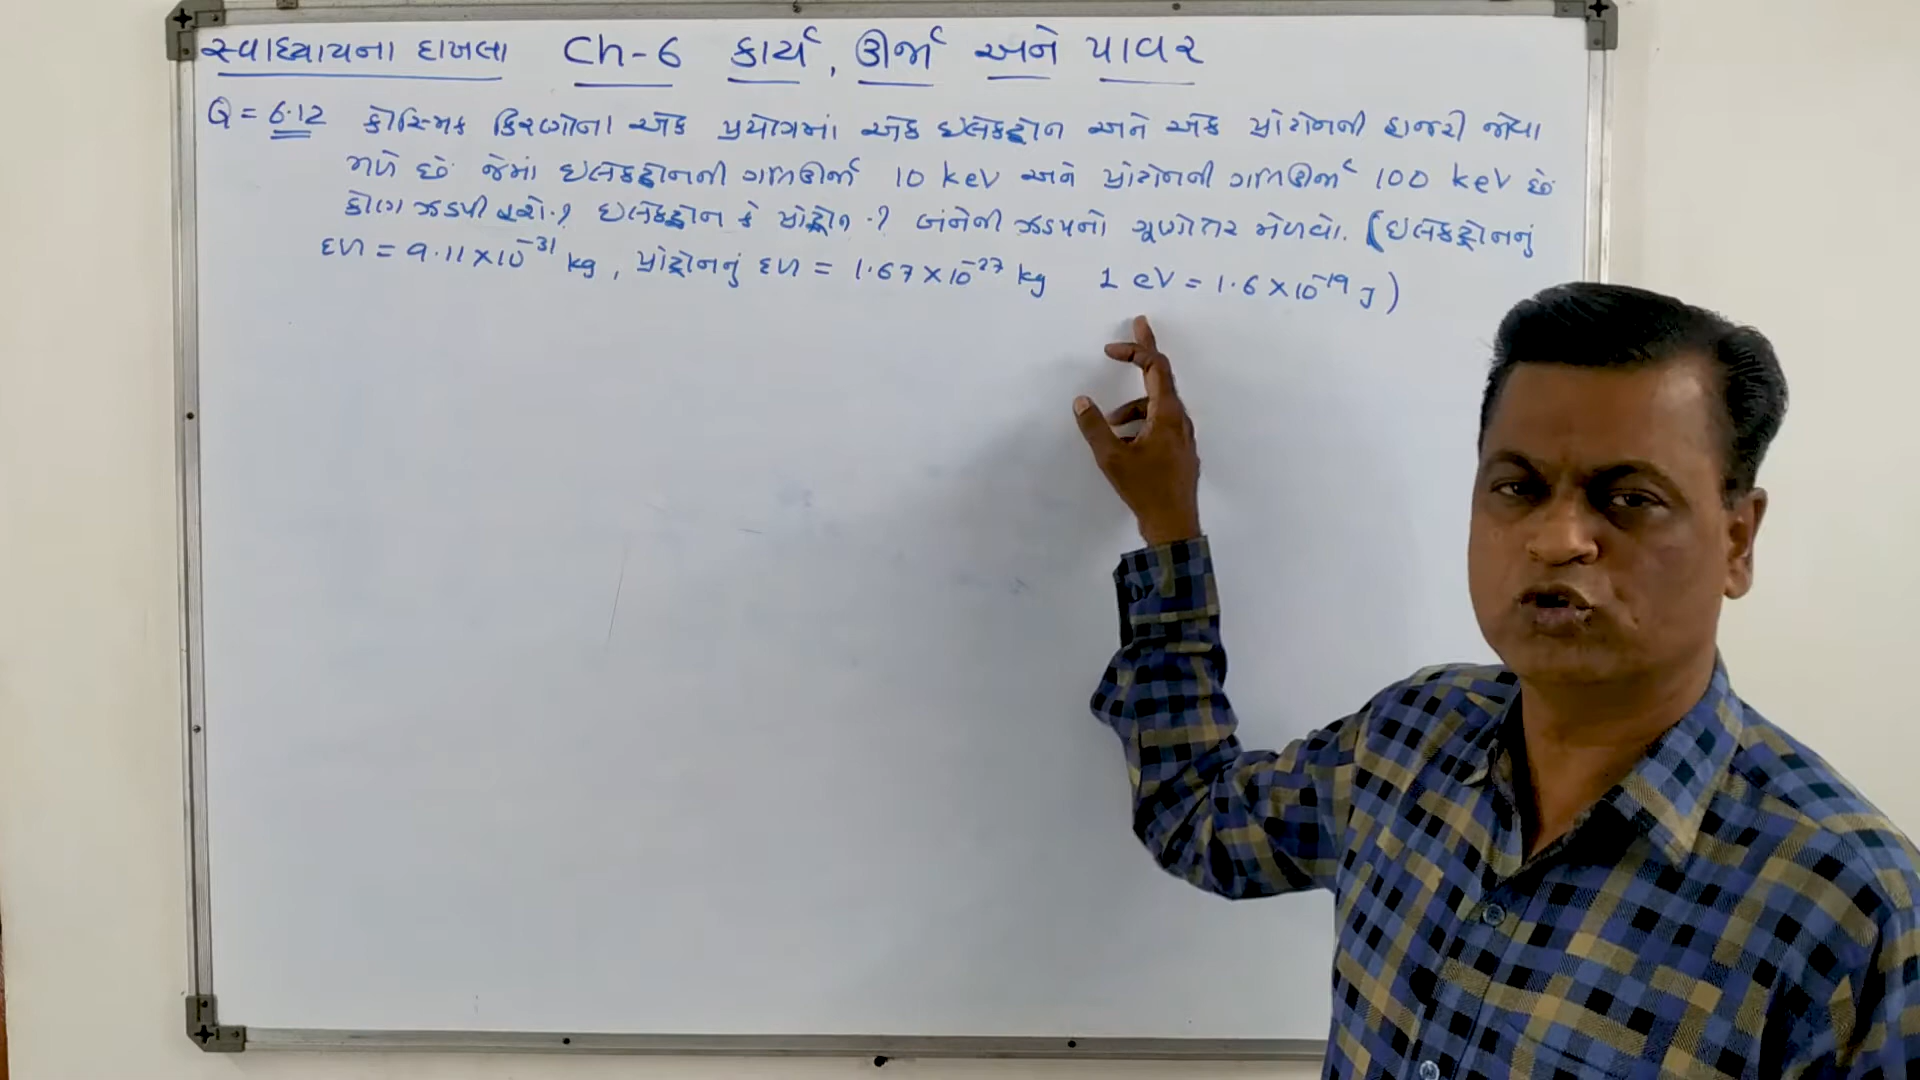 સ્વાધ્યાયના દાખલા Ch-6 કાર્ય, ઊર્જા અને પાવર
Q = 6.12 કોસ્મિક કિરણોના એક પ્રયોગમાં એક ઇલેક્ટ્રોન અને એક પ્રોટોનની હાજરી જોવા
મળે છે જેમાં ઇલેક્ટ્રોનની ગતિઊર્જા 10 keV અને પ્રોટોનની ગતિઊર્જા 100 keV છે
કોણ ઝડપી હશે.? ઇલેક્ટ્રોન કે પ્રોટ્રોન .? બંનેની ઝડપનો ગુણોત્તર મેળવો. (ઇલેક્ટ્રોનનું
દળ = 9.11 × 10⁻³¹ kg, પ્રોટ્રોનનું દળ = 1.67 × 10⁻²⁷ kg 1 eV = 1.6 × 10⁻¹⁹ J)